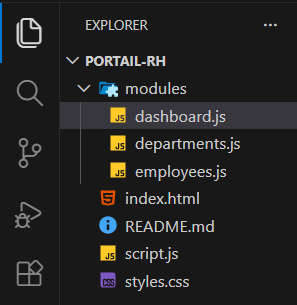 EXPLORER ...
PORTAIL-RH
modules
JS dashboard.js
JS departments.js
JS employees.js
index.html
README.md
JS script.js
styles.css